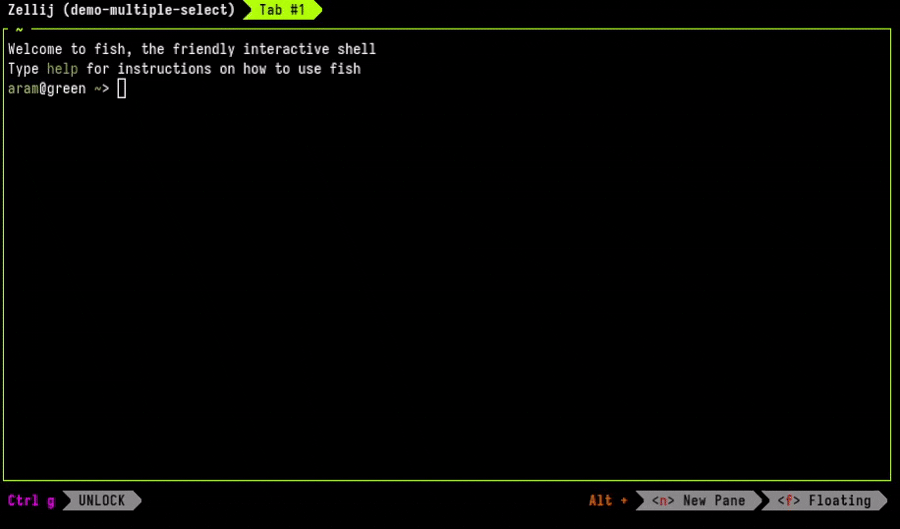 Zellij (demo-multiple-select) Tab #1
~
Welcome to fish, the friendly interactive shell
Type help for instructions on how to use fish
aram@green ~>
Ctrl g UNLOCK Alt + <n> New Pane <f> Floating